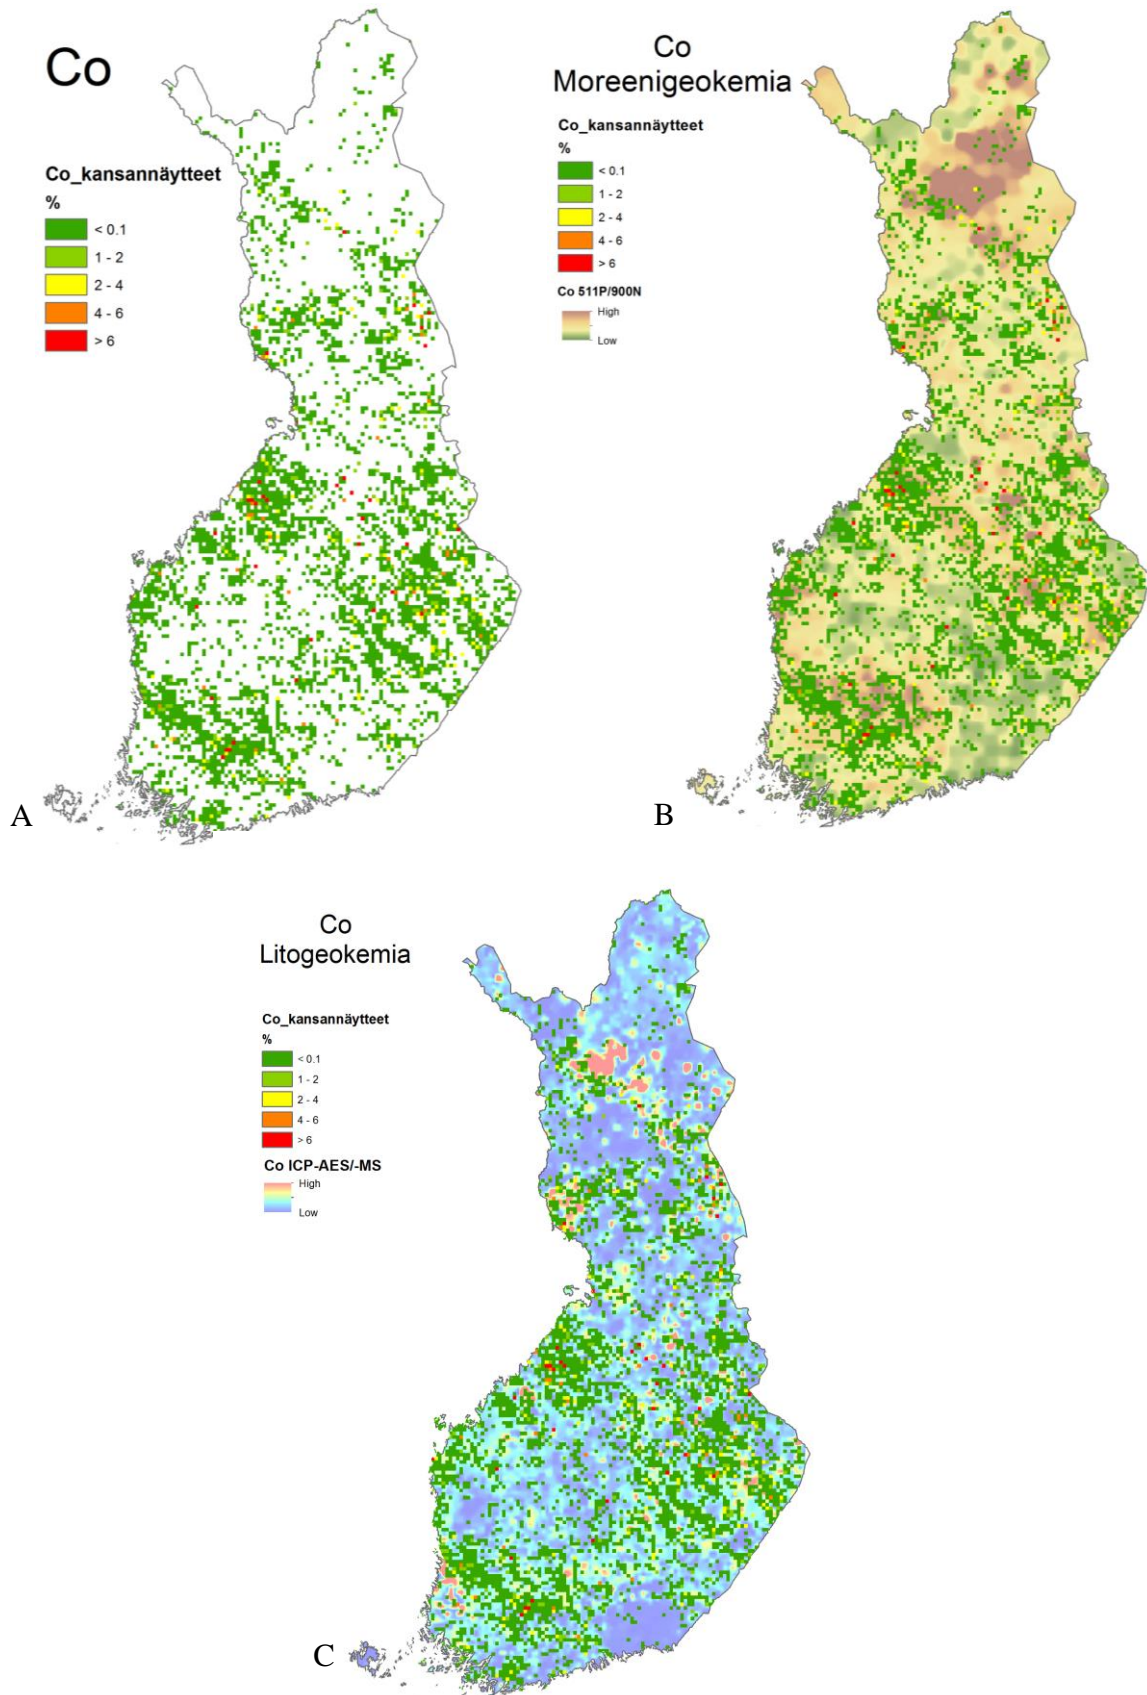 Co
Co_kansannäytteet
%
< 0.1
1 - 2
2 - 4
4 - 6
> 6
A
Co
Moreenigeokemia
Co_kansannäytteet
%
< 0.1
1 - 2
2 - 4
4 - 6
> 6
Co 511P/900N
High
Low
B
Co
Litogeokemia
Co_kansannäytteet
%
< 0.1
1 - 2
2 - 4
4 - 6
> 6
Co ICP-AES/-MS
High
Low
C